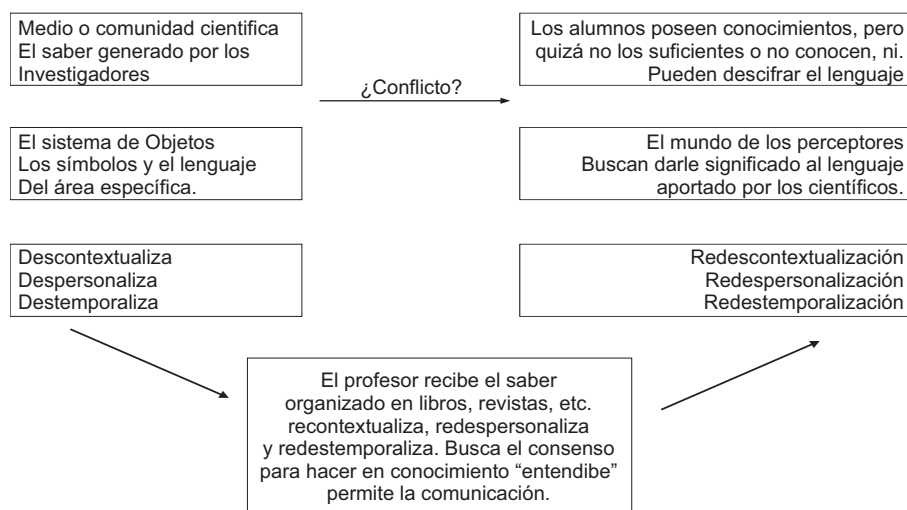 Medio o comunidad cientifica
El saber generado por los
Investigadores
¿Conflicto?
Los alumnos poseen conocimientos, pero
quizá no los suficientes o no conocen, ni.
Pueden descifrar el lenguaje
El sistema de Objetos
Los símbolos y el lenguaje
Del área específica.
El mundo de los perceptores
Buscan darle significado al lenguaje
aportado por los científicos.
Descontextualiza
Despersonaliza
Destemporaliza
Redescontextualización
Redespersonalización
Redestemporalización
El profesor recibe el saber
organizado en libros, revistas, etc.
recontextualiza, redespersonaliza
y redestemporaliza. Busca el consenso
para hacer en conocimiento “entendibe”
permite la comunicación.